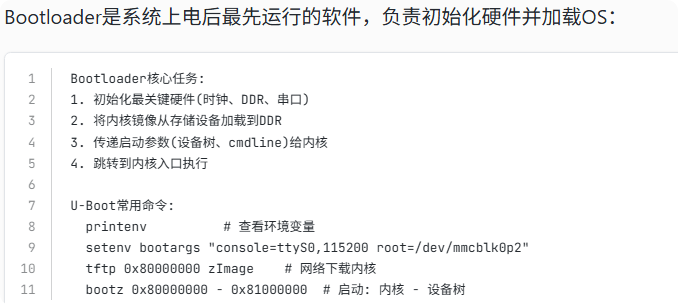 Bootloader是系统上电后最先运行的软件，负责初始化硬件并加载OS：
1 Bootloader核心任务:
2 1. 初始化最关键硬件(时钟、DDR、串口)
3 2. 将内核镜像从存储设备加载到DDR
4 3. 传递启动参数(设备树、cmdline)给内核
5 4. 跳转到内核入口执行
6
7 U-Boot常用命令:
8   printenv          # 查看环境变量
9   setenv bootargs "console=ttyS0,115200 root=/dev/mmcblk0p2"
10   tftp 0x80000000 zImage    # 网络下载内核
11   bootz 0x80000000 - 0x81000000  # 启动: 内核 - 设备树